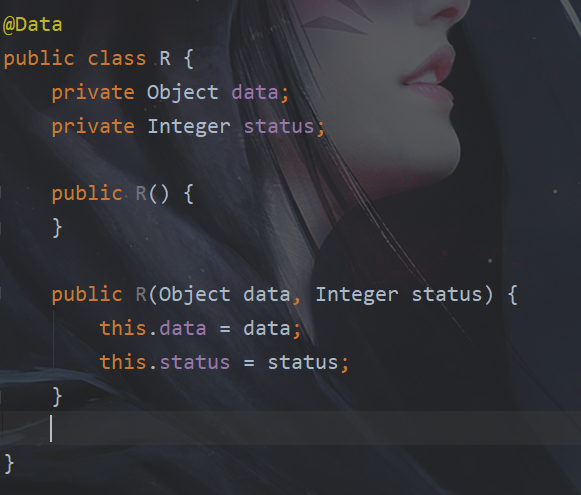 @Data
public class R {
    private Object data;
    private Integer status;
    public R() {
    }
    public R(Object data, Integer status) {
        this.data = data;
        this.status = status;
    }
}